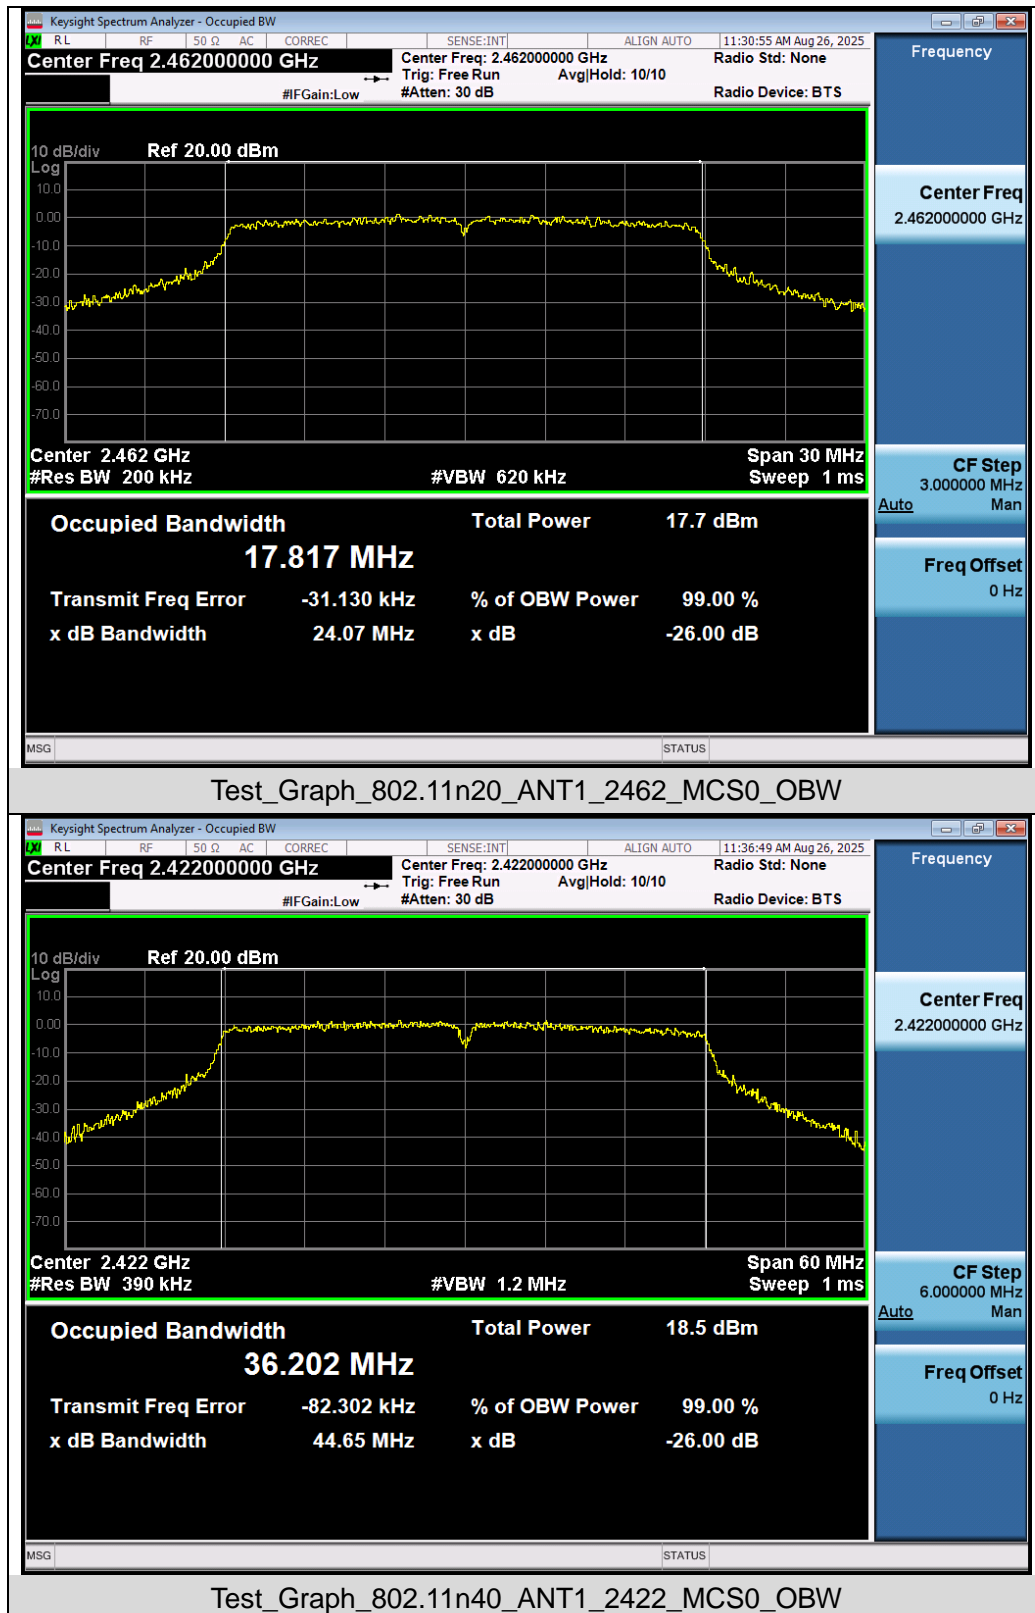 Keysight Spectrum Analyzer - Occupied BW
LXI RL RF 50 Ω AC CORREC SENSE:INT ALIGN AUTO 11:30:55 AM Aug 26, 2025
Center Freq 2.462000000 GHz
Center Freq: 2.462000000 GHz Radio Std: None
Trig: Free Run Avg|Hold: 10/10
#IFGain:Low #Atten: 30 dB Radio Device: BTS
Frequency
10 dB/div Ref 20.00 dBm
Log
10.0
0.00
-10.0
-20.0
-30.0
-40.0
-50.0
-60.0
-70.0
Center Freq
2.462000000 GHz
Center 2.462 GHz Span 30 MHz
#Res BW 200 kHz #VBW 620 kHz Sweep 1 ms
CF Step
3.000000 MHz
Auto Man
Occupied Bandwidth Total Power 17.7 dBm
17.817 MHz
Freq Offset
0 Hz
Transmit Freq Error -31.130 kHz % of OBW Power 99.00 %
x dB Bandwidth 24.07 MHz x dB -26.00 dB
MSG STATUS
Test_Graph_802.11n20_ANT1_2462_MCS0_OBW
Keysight Spectrum Analyzer - Occupied BW
LXI RL RF 50 Ω AC CORREC SENSE:INT ALIGN AUTO 11:36:49 AM Aug 26, 2025
Center Freq 2.422000000 GHz
Center Freq: 2.422000000 GHz Radio Std: None
Trig: Free Run Avg|Hold: 10/10
#IFGain:Low #Atten: 30 dB Radio Device: BTS
Frequency
10 dB/div Ref 20.00 dBm
Log
10.0
0.00
-10.0
-20.0
-30.0
-40.0
-50.0
-60.0
-70.0
Center Freq
2.422000000 GHz
Center 2.422 GHz Span 60 MHz
#Res BW 390 kHz #VBW 1.2 MHz Sweep 1 ms
CF Step
6.000000 MHz
Auto Man
Occupied Bandwidth Total Power 18.5 dBm
36.202 MHz
Freq Offset
0 Hz
Transmit Freq Error -82.302 kHz % of OBW Power 99.00 %
x dB Bandwidth 44.65 MHz x dB -26.00 dB
MSG STATUS
Test_Graph_802.11n40_ANT1_2422_MCS0_OBW